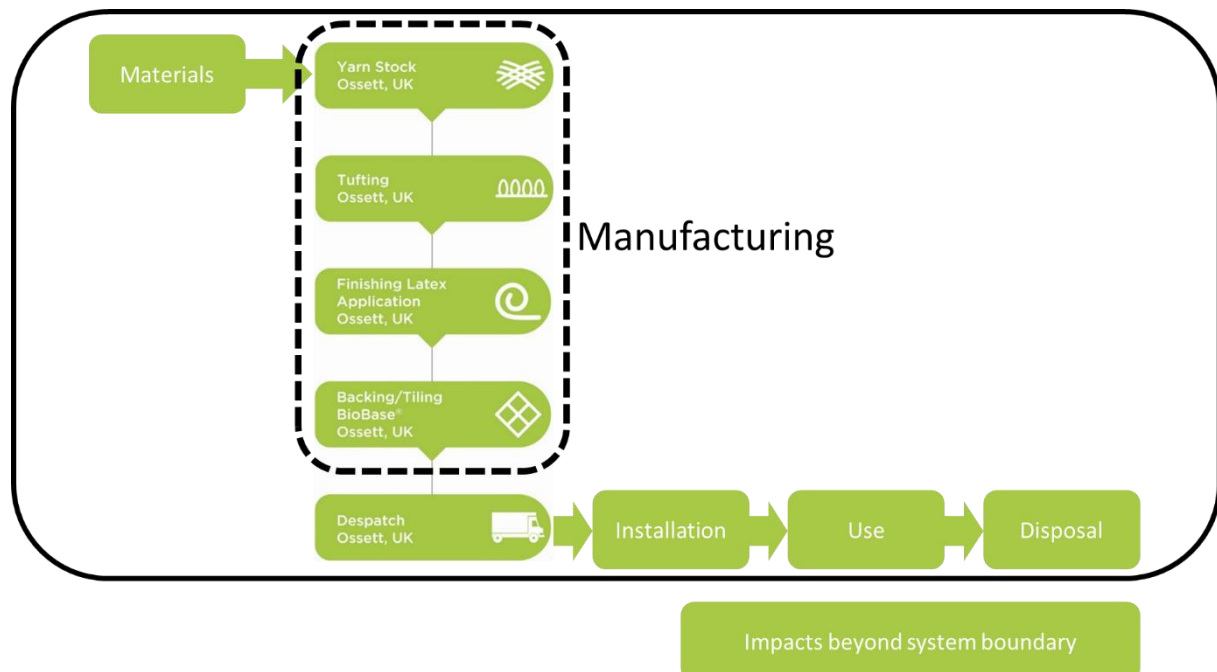 Materials
Yarn Stock
Ossett, UK
Tufting
Ossett, UK
Manufacturing
Finishing Latex
Application
Ossett, UK
Backing/Tiling
BioBase®
Ossett, UK
Despatch
Ossett, UK
Installation
Use
Disposal
Impacts beyond system boundary